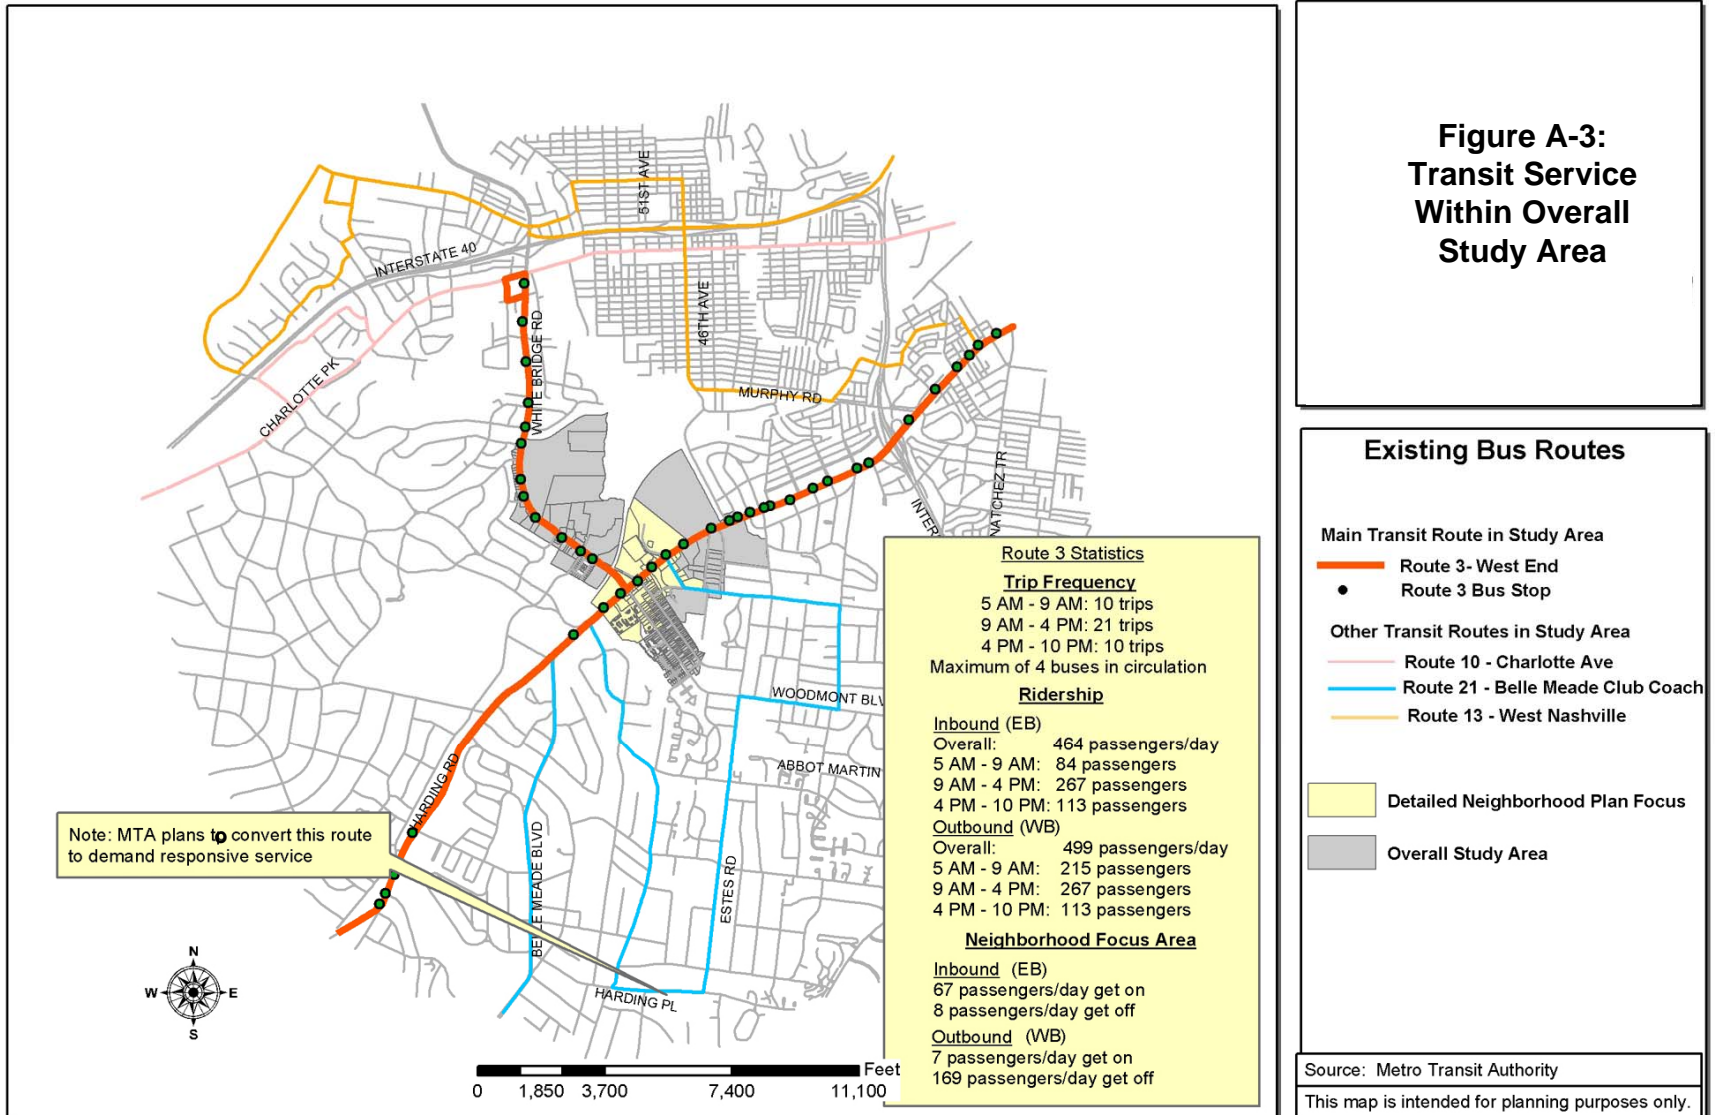 Figure A-3:
Transit Service
Within Overall
Study Area
51ST AVE
INTERSTATE 40
46TH AVE
WHITE BRIDGE RD
CHARLOTTE PK
MURPHY RD
NATCHEZ TR
WOODMONT BLV
ABBOT MARTIN
HARDING RD
BELLE MEADE BLVD
ESTES RD
HARDING PL
Note: MTA plans to convert this route
to demand responsive service
N
W E
S
Route 3 Statistics
Trip Frequency
5 AM - 9 AM: 10 trips
9 AM - 4 PM: 21 trips
4 PM - 10 PM: 10 trips
Maximum of 4 buses in circulation
Ridership
Inbound (EB)
Overall: 464 passengers/day
5 AM - 9 AM: 84 passengers
9 AM - 4 PM: 267 passengers
4 PM - 10 PM: 113 passengers
Outbound (WB)
Overall: 499 passengers/day
5 AM - 9 AM: 215 passengers
9 AM - 4 PM: 267 passengers
4 PM - 10 PM: 113 passengers
Neighborhood Focus Area
Inbound (EB)
67 passengers/day get on
8 passengers/day get off
Outbound (WB)
7 passengers/day get on
169 passengers/day get off
Feet
0 1,850 3,700 7,400 11,100
Existing Bus Routes
Main Transit Route in Study Area
Route 3- West End
Route 3 Bus Stop
Other Transit Routes in Study Area
Route 10 - Charlotte Ave
Route 21 - Belle Meade Club Coach
Route 13 - West Nashville
Detailed Neighborhood Plan Focus
Overall Study Area
Source: Metro Transit Authority
This map is intended for planning purposes only.